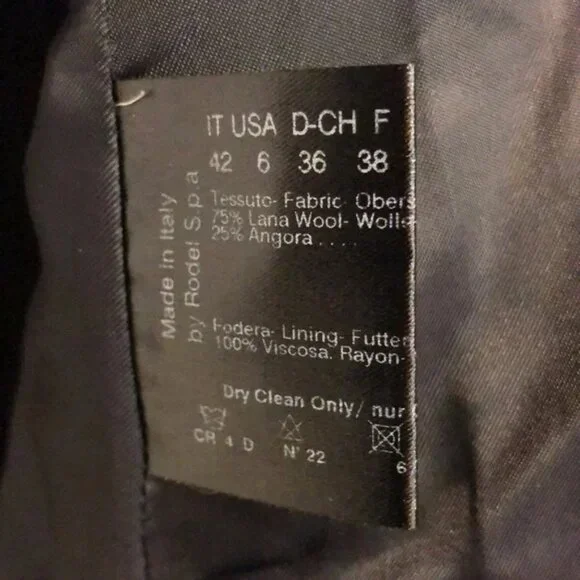 IT USA D-CH F
42 6 36 38
Tessuto- Fabric- Obers
75% Lana Wool- Wolle
25% Angora ....
Fodera- Lining- Futter
100% Viscosa. Rayon-
Dry Clean Only/ nur
CR 4 D N° 22 6
Made in Italy
by Rodel S.p.a